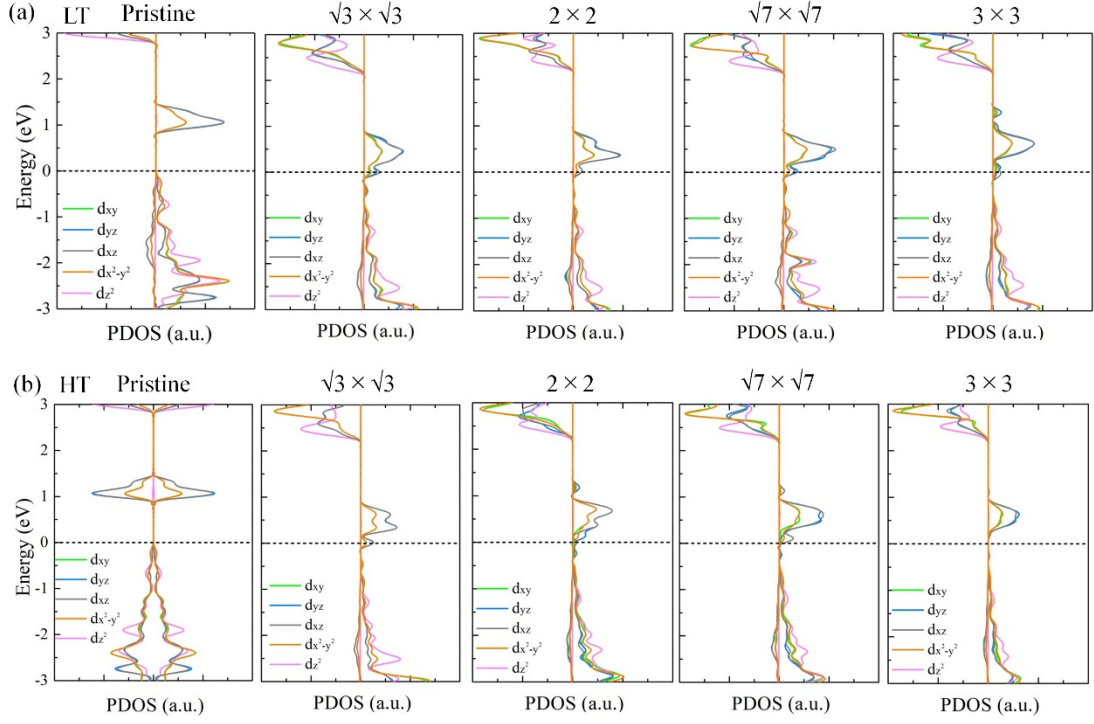 (a) LT Pristine √3 × √3 2 × 2 √7 × √7 3 × 3
Energy (eV)
3
2
1
0
-1
-2
-3
dxy
dyz
dxz
dx²-y²
dz²
dxy
dyz
dxz
dx²-y²
dz²
dxy
dyz
dxz
dx²-y²
dz²
dxy
dyz
dxz
dx²-y²
dz²
dxy
dyz
dxz
dx²-y²
dz²
PDOS (a.u.) PDOS (a.u.) PDOS (a.u.) PDOS (a.u.) PDOS (a.u.)
(b) HT Pristine √3 × √3 2 × 2 √7 × √7 3 × 3
Energy (eV)
3
2
1
0
-1
-2
-3
dxy
dyz
dxz
dx²-y²
dz²
dxy
dyz
dxz
dx²-y²
dz²
dxy
dyz
dxz
dx²-y²
dz²
dxy
dyz
dxz
dx²-y²
dz²
dxy
dyz
dxz
dx²-y²
dz²
PDOS (a.u.) PDOS (a.u.) PDOS (a.u.) PDOS (a.u.) PDOS (a.u.)